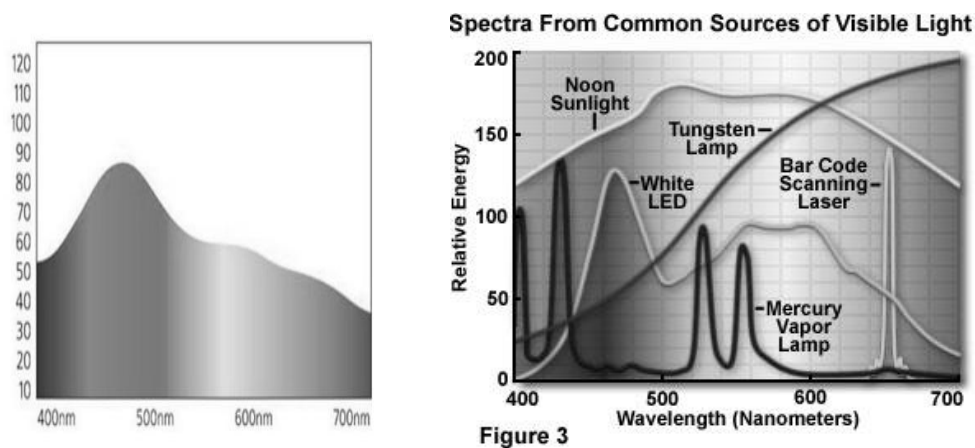 120
110
100
90
80
70
60
50
40
30
20
10
400nm 500nm 600nm 700nm
Spectra From Common Sources of Visible Light
200
150
100
50
0
Relative Energy
Noon
Sunlight
Tungsten
Lamp
White
LED
Bar Code
Scanning
Laser
Mercury
Vapor
Lamp
400 500 600 700
Wavelength (Nanometers)
Figure 3